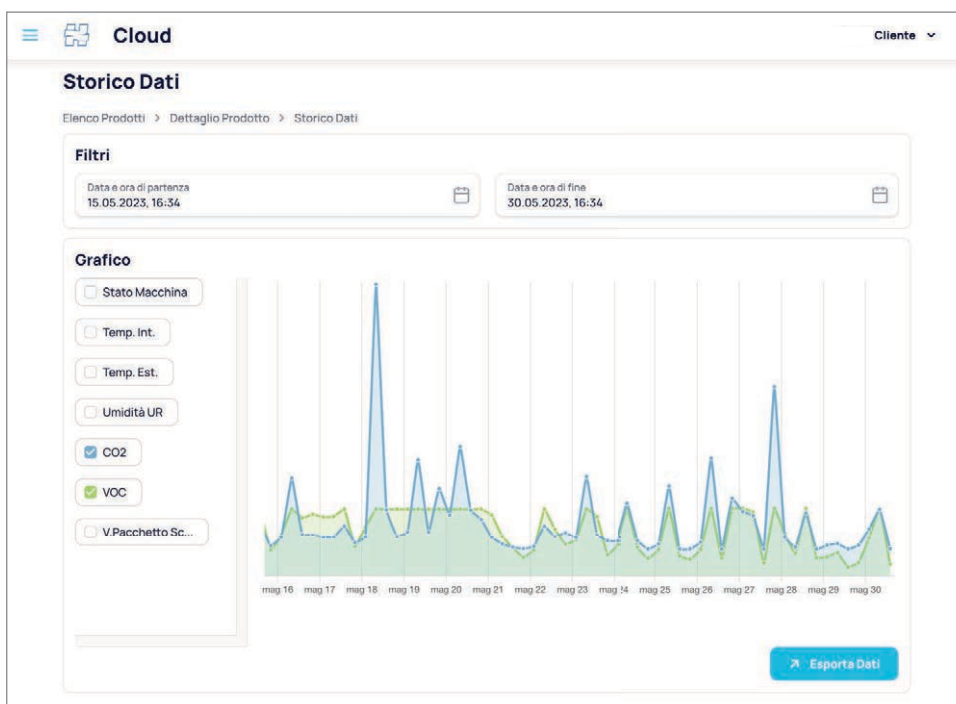 Cloud
Cliente
Storico Dati
Elenco Prodotti > Dettaglio Prodotto > Storico Dati
Filtri
Data e ora di partenza
15.05.2023, 16:34
Data e ora di fine
30.05.2023, 16:34
Grafico
Stato Macchina
Temp. Int.
Temp. Est.
Umidità UR
CO2
VOC
V.Pacchetto Sc...
mag 16 mag 17 mag 18 mag 19 mag 20 mag 21 mag 22 mag 23 mag !4 mag 25 mag 26 mag 27 mag 28 mag 29 mag 30
Esporta Dati